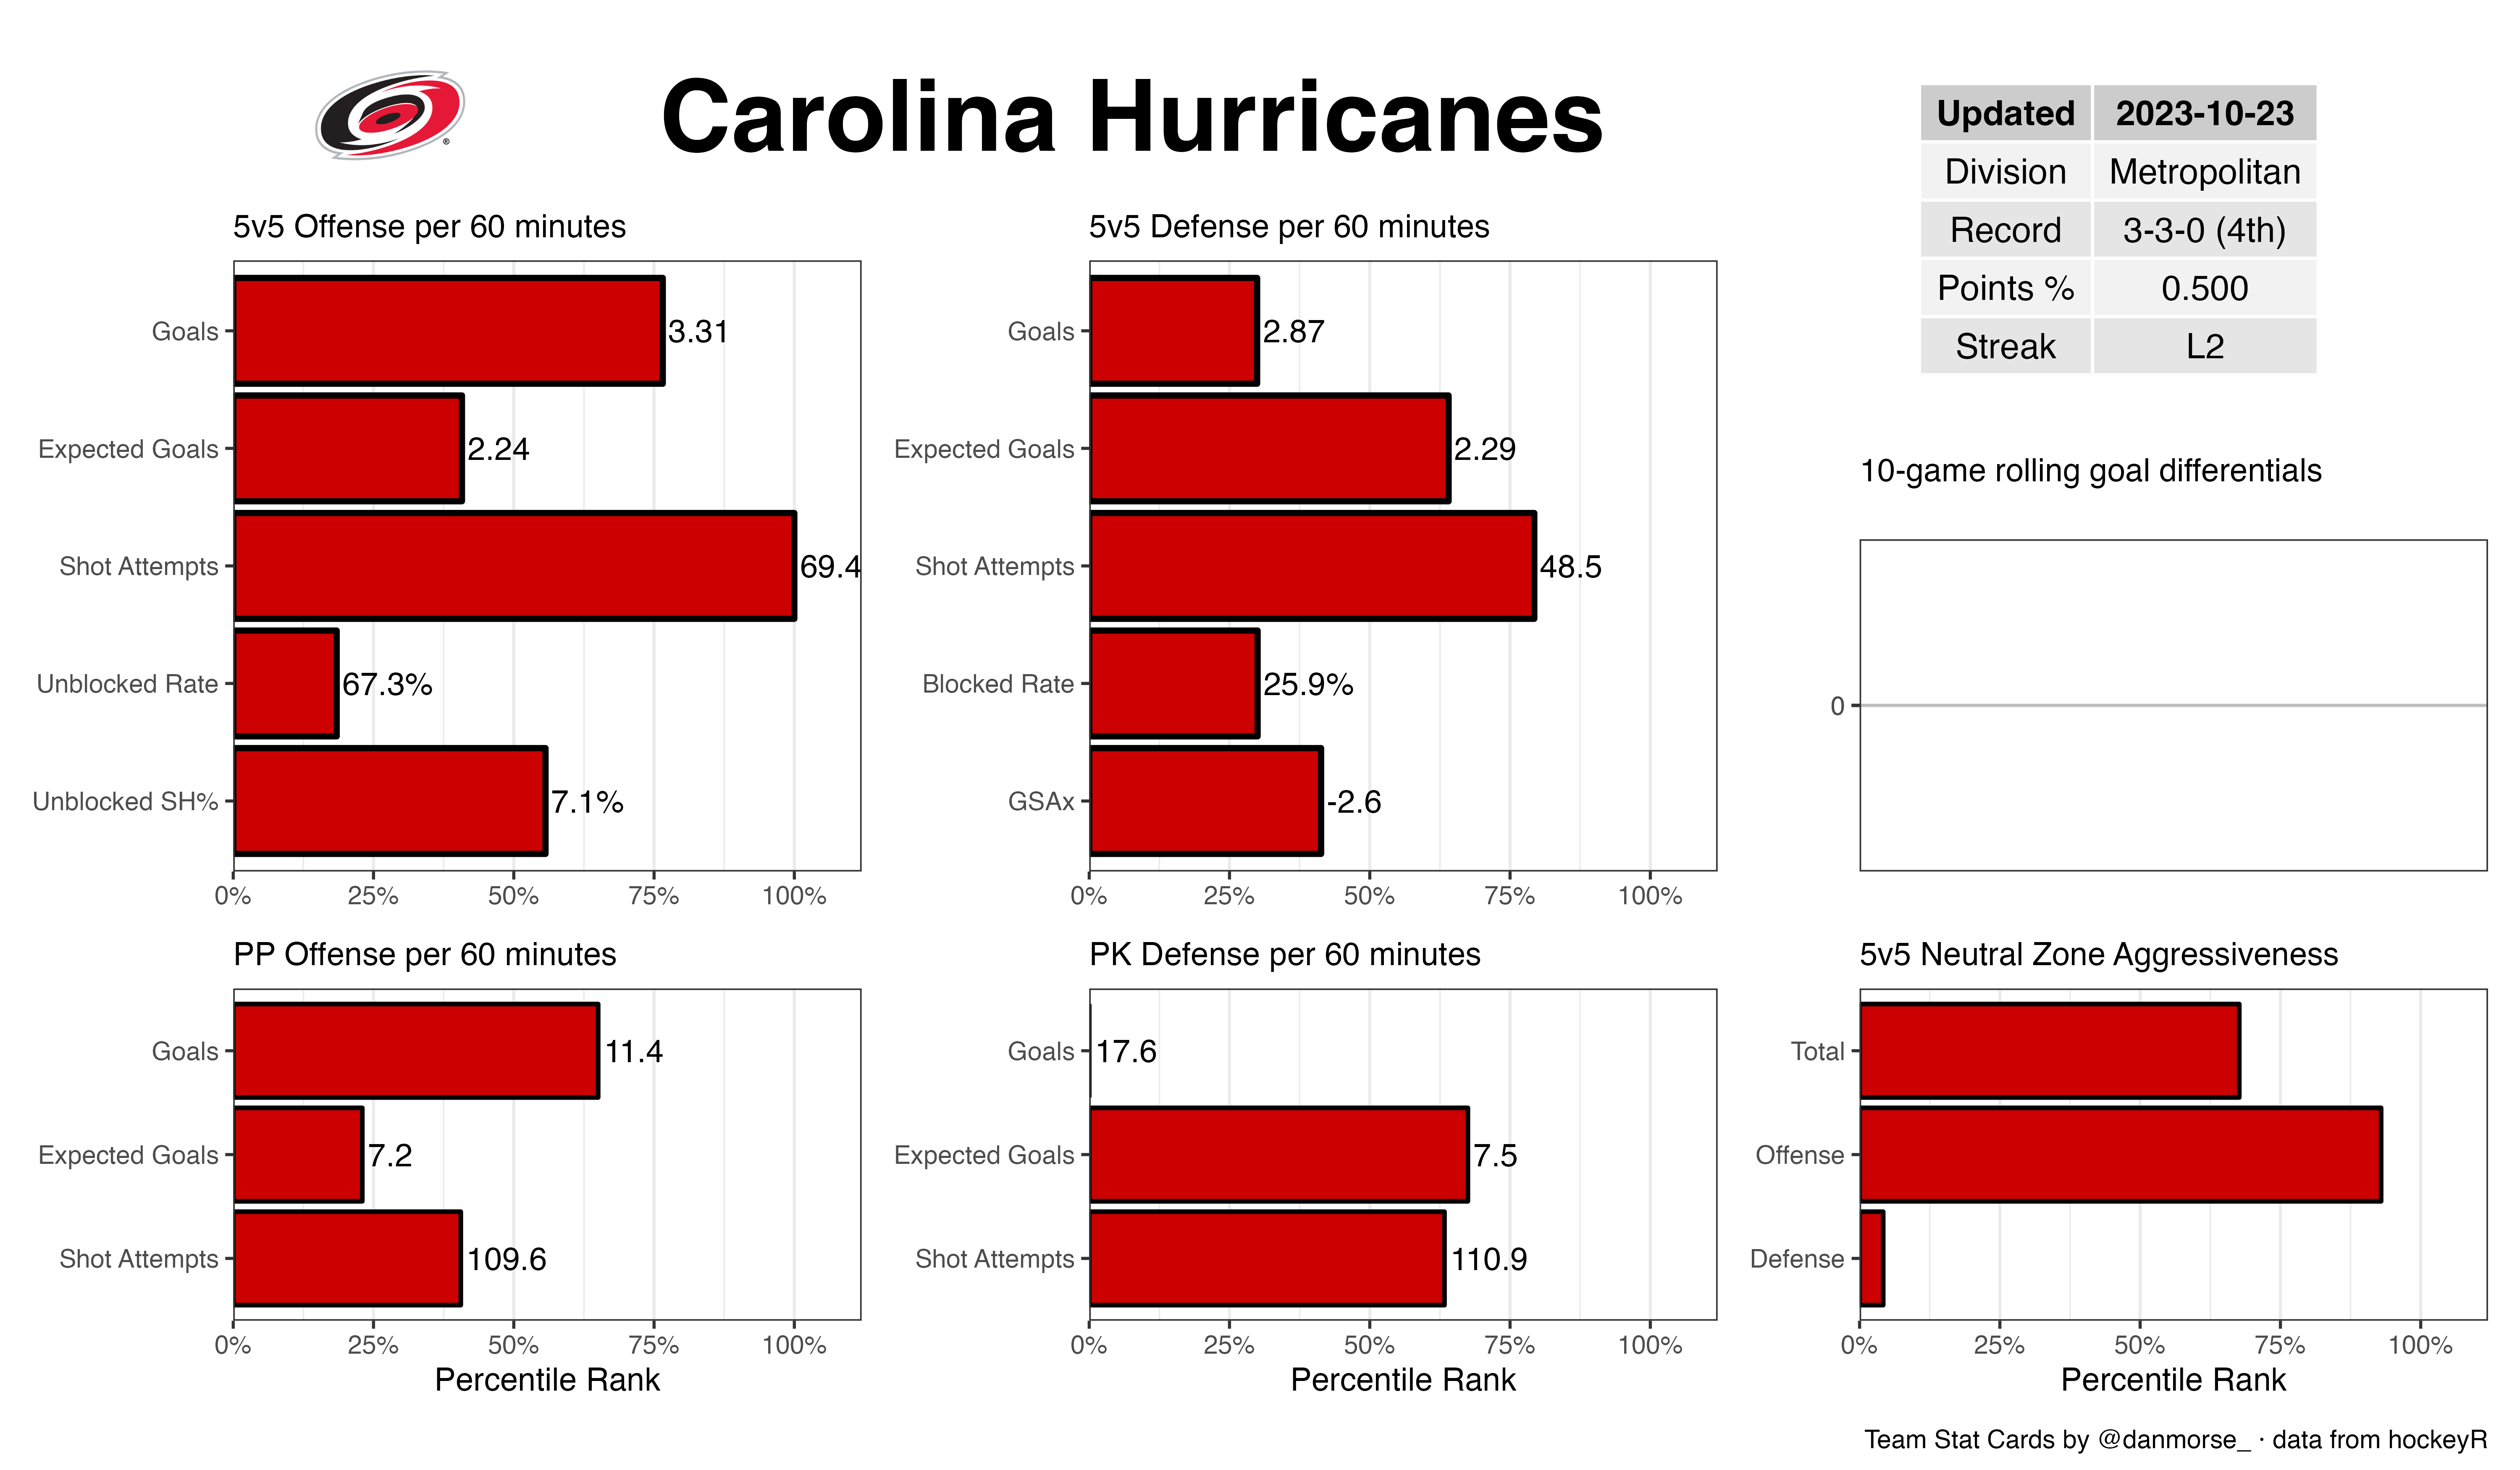 Carolina Hurricanes
Updated 2023-10-23
Division Metropolitan
Record 3-3-0 (4th)
Points % 0.500
Streak L2
5v5 Offense per 60 minutes
Goals 3.31
Expected Goals 2.24
Shot Attempts 69.4
Unblocked Rate 67.3%
Unblocked SH% 7.1%
0% 25% 50% 75% 100%
5v5 Defense per 60 minutes
Goals 2.87
Expected Goals 2.29
Shot Attempts 48.5
Blocked Rate 25.9%
GSAx -2.6
0% 25% 50% 75% 100%
10-game rolling goal differentials
0
PP Offense per 60 minutes
Goals 11.4
Expected Goals 7.2
Shot Attempts 109.6
0% 25% 50% 75% 100%
Percentile Rank
PK Defense per 60 minutes
Goals 17.6
Expected Goals 7.5
Shot Attempts 110.9
0% 25% 50% 75% 100%
Percentile Rank
5v5 Neutral Zone Aggressiveness
Total
Offense
Defense
0% 25% 50% 75% 100%
Percentile Rank
Team Stat Cards by @danmorse_ · data from hockeyR